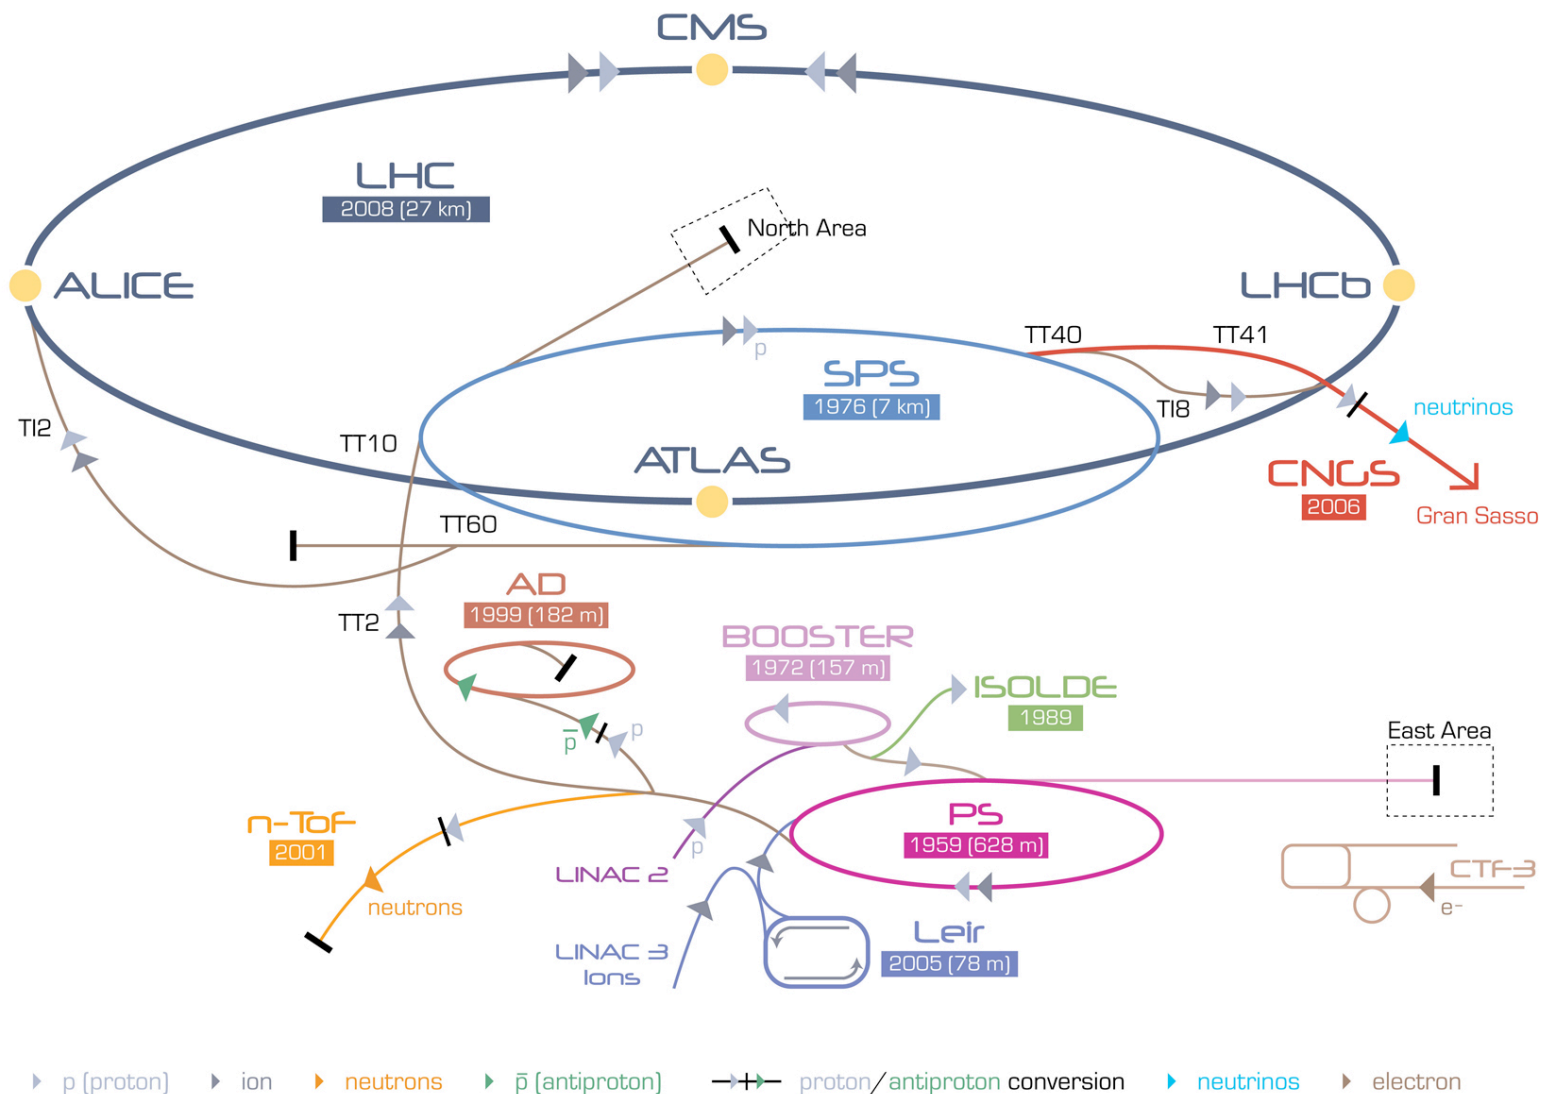 CMS
LHC
2008 (27 km)
North Area
ALICE
LHCb
TT40
TT41
p
SPS
1976 (7 km)
TI8
neutrinos
TI2
TT10
ATLAS
CNGS
2006
Gran Sasso
TT60
AD
1999 (182 m)
TT2
BOOSTER
1972 (157 m)
ISOLDE
1989
p̅
p
East Area
n-ToF
2001
PS
1959 (628 m)
p
LINAC 2
CTF-3
e-
neutrons
LINAC 3
Ions
Leir
2005 (78 m)
p (proton)
ion
neutrons
p̅ (antiproton)
proton/antiproton conversion
neutrinos
electron